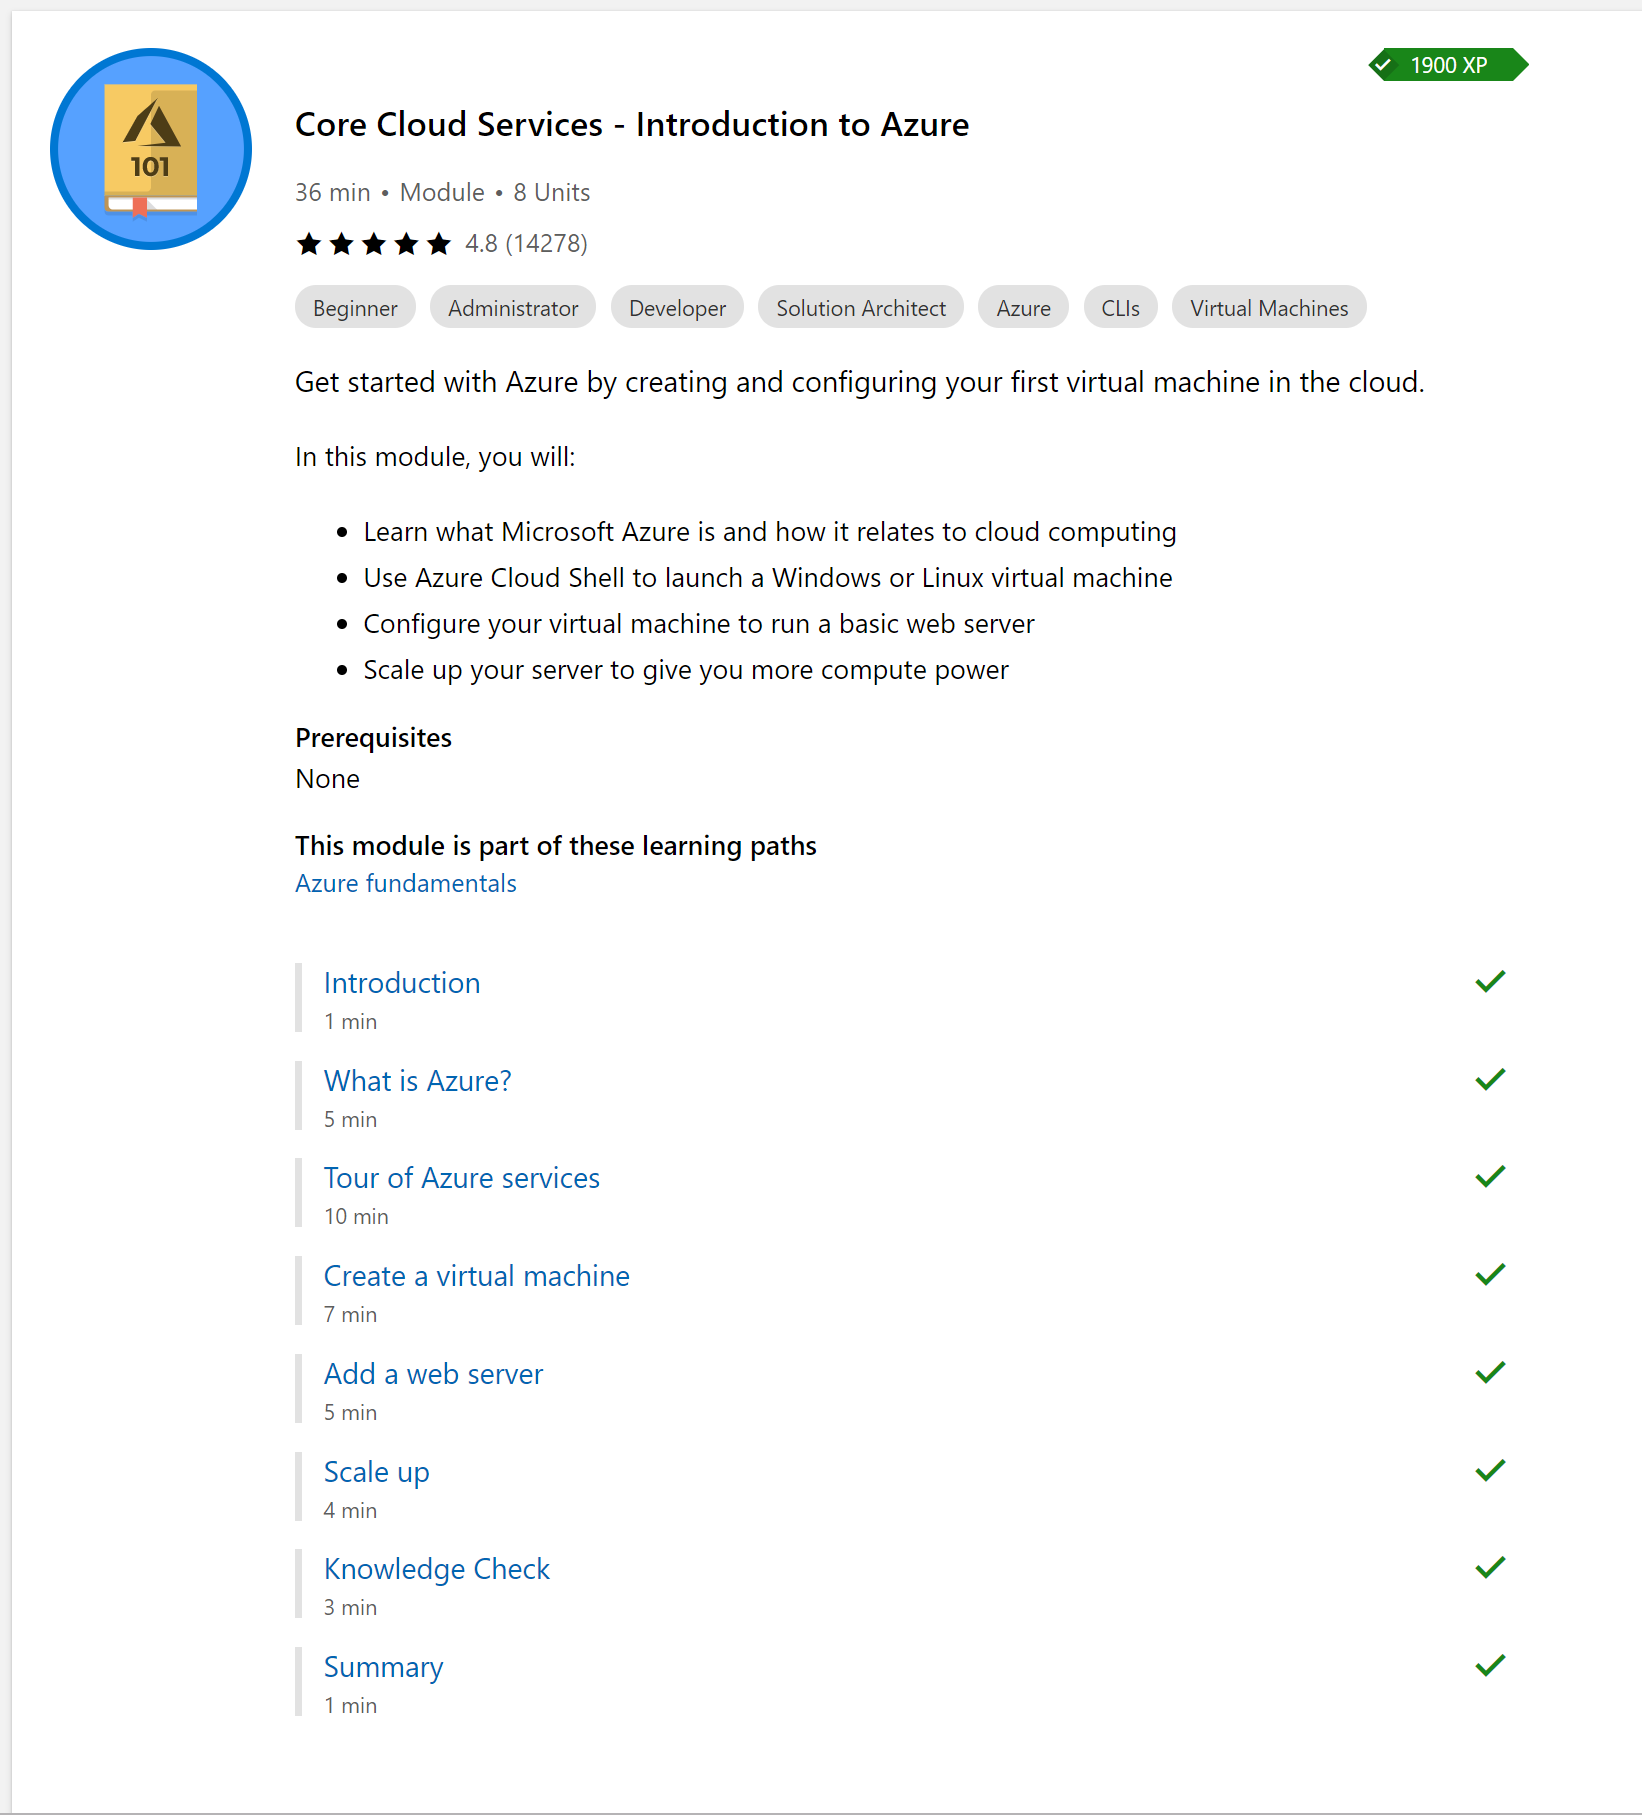 1900 XP
101
Core Cloud Services - Introduction to Azure
36 min • Module • 8 Units
4.8 (14278)
Beginner Administrator Developer Solution Architect Azure CLIs Virtual Machines
Get started with Azure by creating and configuring your first virtual machine in the cloud.
In this module, you will:
• Learn what Microsoft Azure is and how it relates to cloud computing
• Use Azure Cloud Shell to launch a Windows or Linux virtual machine
• Configure your virtual machine to run a basic web server
• Scale up your server to give you more compute power
Prerequisites
None
This module is part of these learning paths
Azure fundamentals
Introduction
1 min
What is Azure?
5 min
Tour of Azure services
10 min
Create a virtual machine
7 min
Add a web server
5 min
Scale up
4 min
Knowledge Check
3 min
Summary
1 min